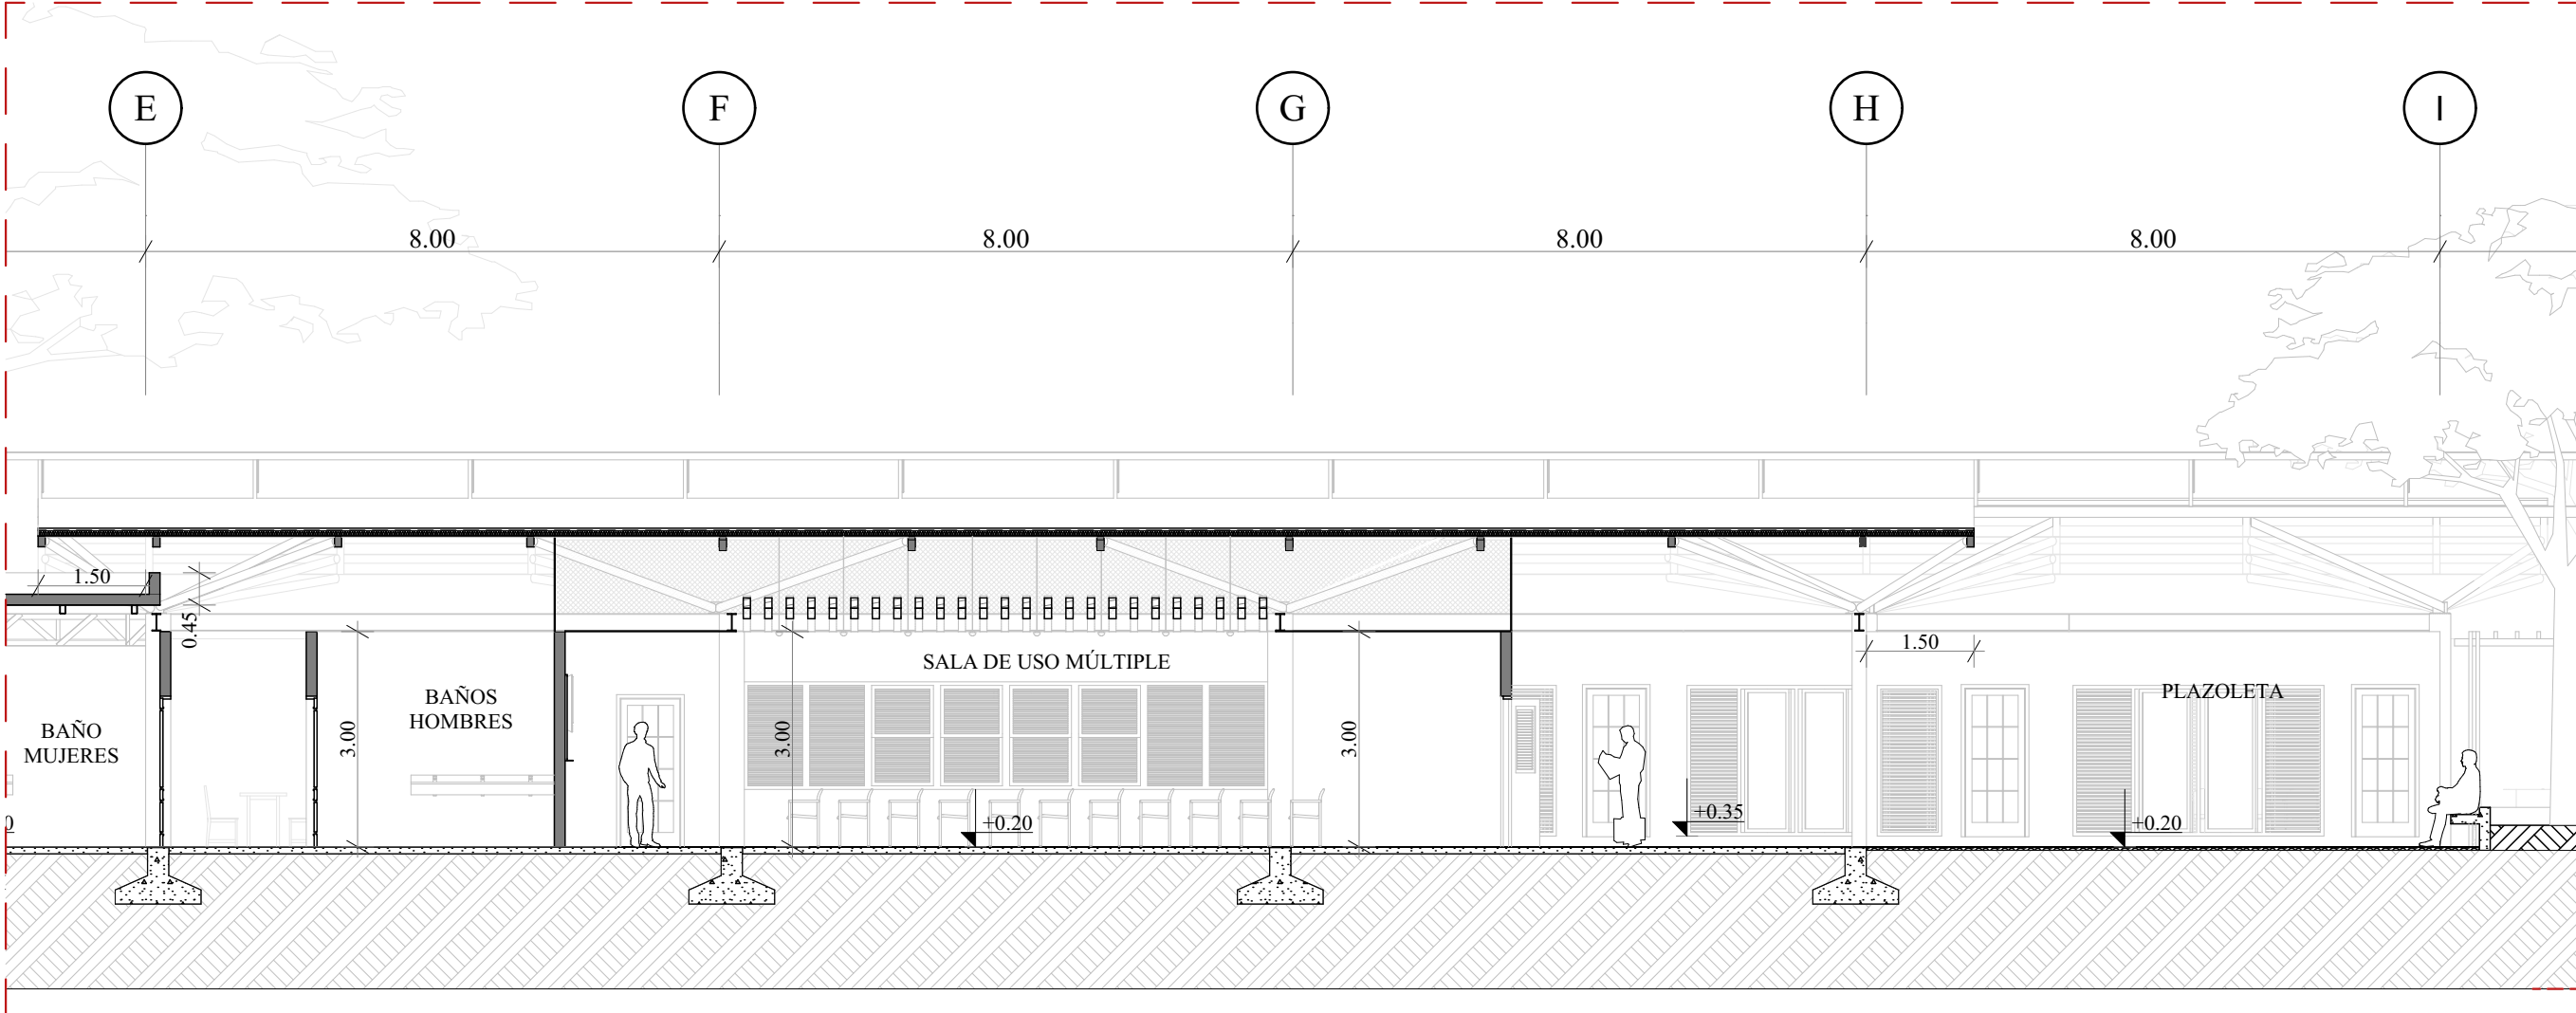 E
F
G
H
I
8.00
8.00
8.00
8.00
1.50
0.45
1.50
SALA DE USO MÚLTIPLE
BAÑOS
HOMBRES
PLAZOLETA
BAÑO
MUJERES
3.00
3.00
3.00
+0.20
+0.35
+0.20
0